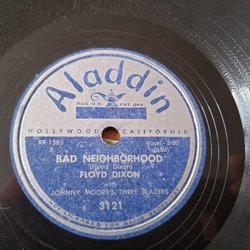 Aladdin
REG. U.S. PAT. OFF.
HOLLYWOOD CALIFORNIA
RR-1585 Vocal - 3:00
X (BMI)
BAD NEIGHBORHOOD
(Floyd Dixon)
FLOYD DIXON
with
JOHNNY MOORE'S THREE BLAZERS
3121